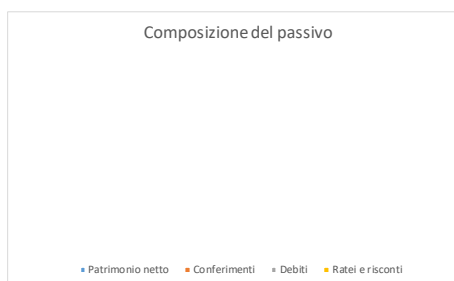 Composizione del passivo
Patrimonio netto Conferimenti Debiti Ratei e risconti